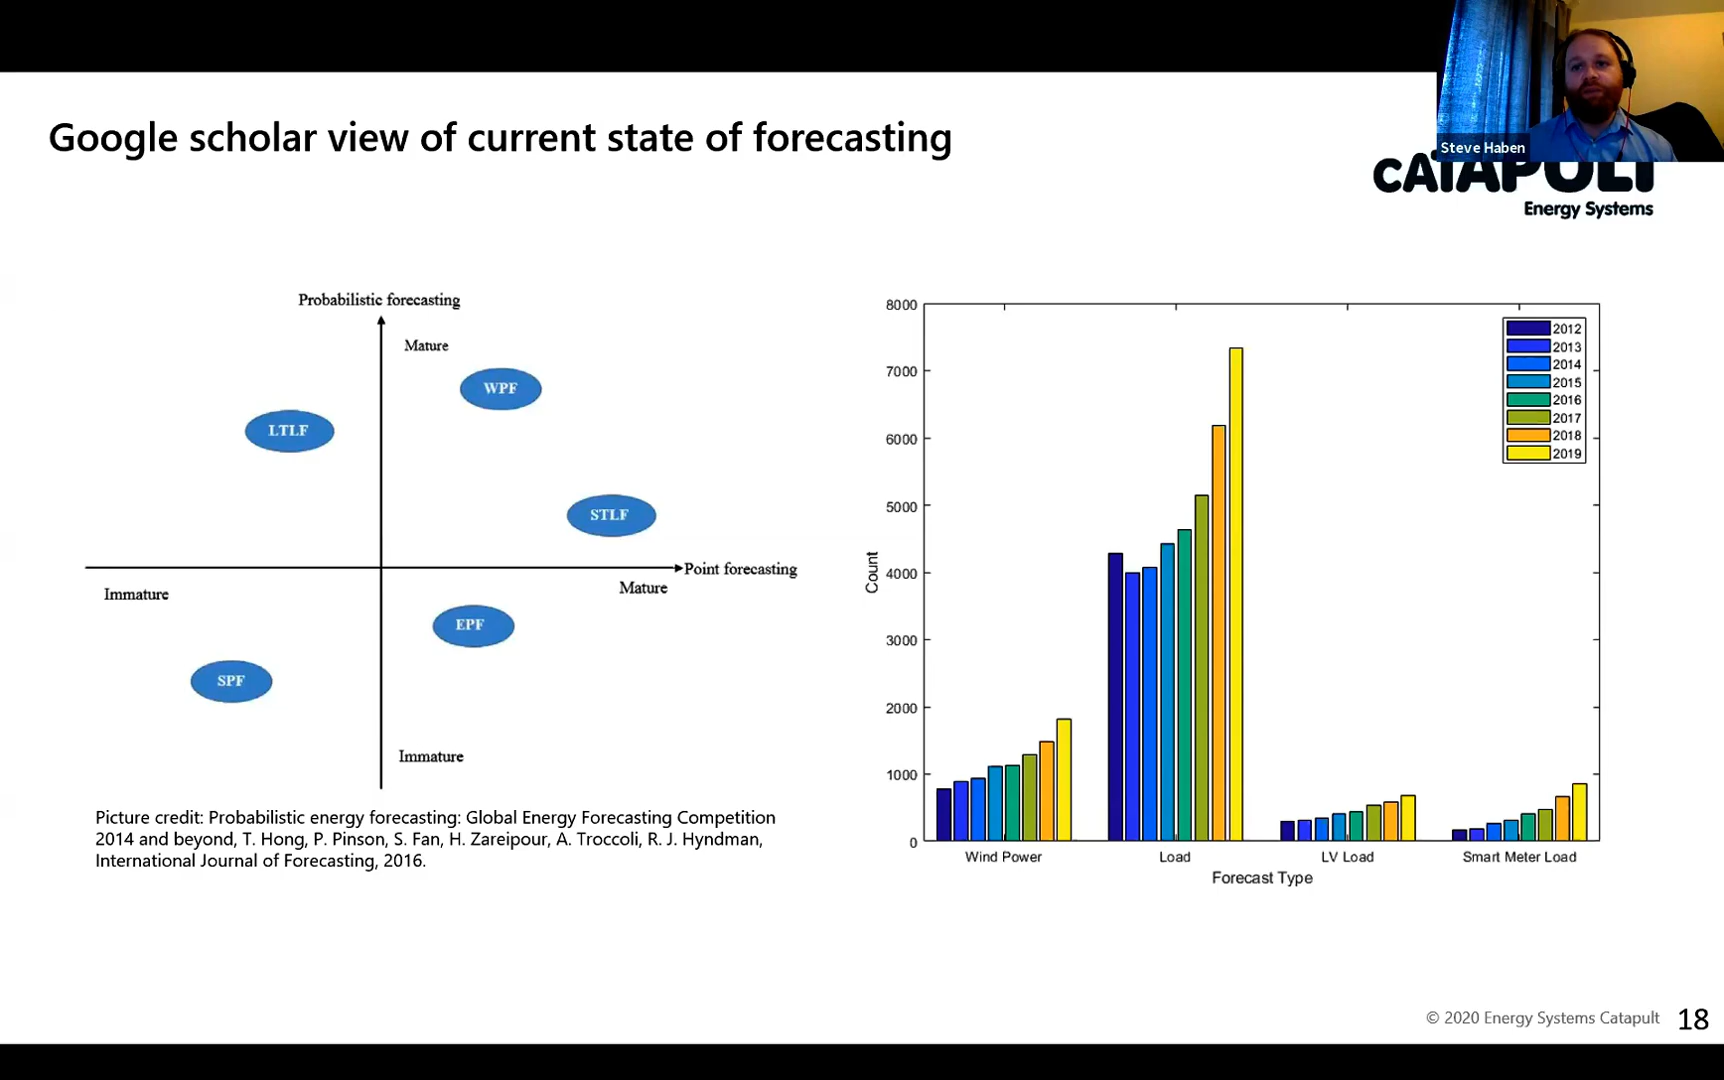 Steve Haben
Google scholar view of current state of forecasting
CATAPULT
Energy Systems
Probabilistic forecasting
Mature
WPF
LTLF
STLF
Point forecasting
Immature
Mature
EPF
SPF
Immature
Picture credit: Probabilistic energy forecasting: Global Energy Forecasting Competition
2014 and beyond, T. Hong, P. Pinson, S. Fan, H. Zareipour, A. Troccoli, R. J. Hyndman,
International Journal of Forecasting, 2016.
8000
7000
6000
5000
4000
3000
2000
1000
0
Count
2012
2013
2014
2015
2016
2017
2018
2019
Wind Power Load LV Load Smart Meter Load
Forecast Type
© 2020 Energy Systems Catapult 18